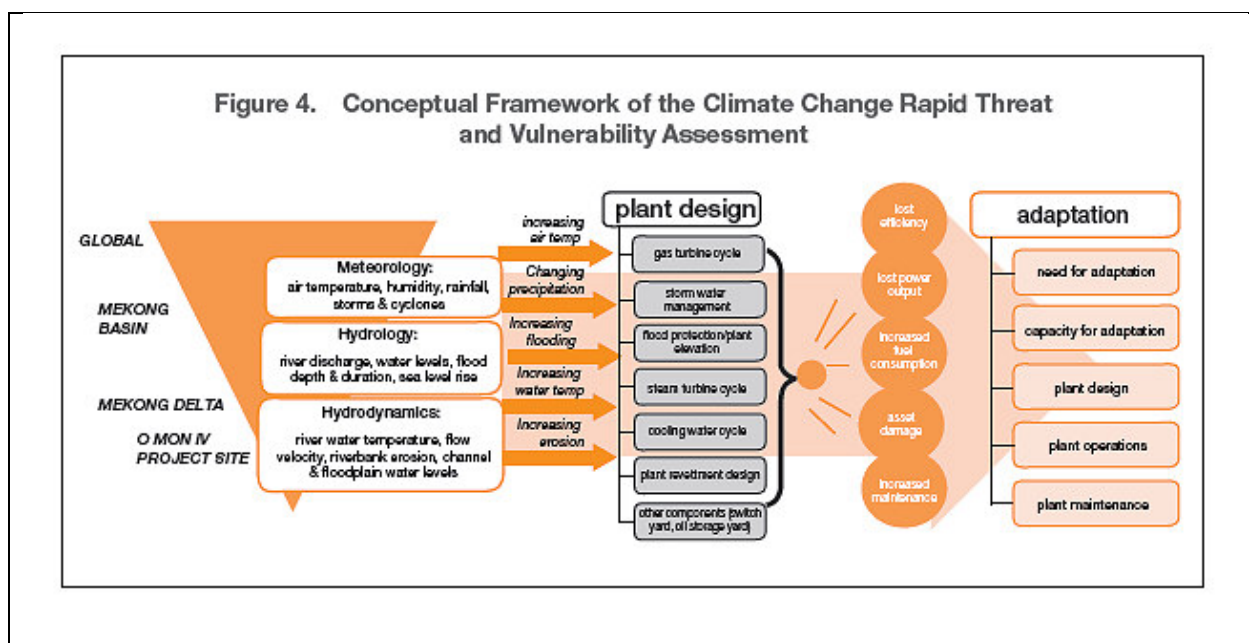 Figure 4. Conceptual Framework of the Climate Change Rapid Threat
and Vulnerability Assessment
GLOBAL
MEKONG
BASIN
MEKONG DELTA
O MON IV
PROJECT SITE
Meteorology:
air temperature, humidity, rainfall,
storms & cyclones
Hydrology:
river discharge, water levels, flood
depth & duration, sea level rise
Hydrodynamics:
river water temperature, flow
velocity, riverbank erosion, channel
& floodplain water levels
increasing
air temp
Changing
precipitation
Increasing
flooding
Increasing
water temp
Increasing
erosion
plant design
gas turbine cycle
storm water
management
flood protection/plant
elevation
steam turbine cycle
cooling water cycle
plant revetment design
other components (switch
yard, oil storage yard)
lost
efficiency
lost power
output
increased
fuel
consumption
asset
damage
increased
maintenance
adaptation
need for adaptation
capacity for adaptation
plant design
plant operations
plant maintenance